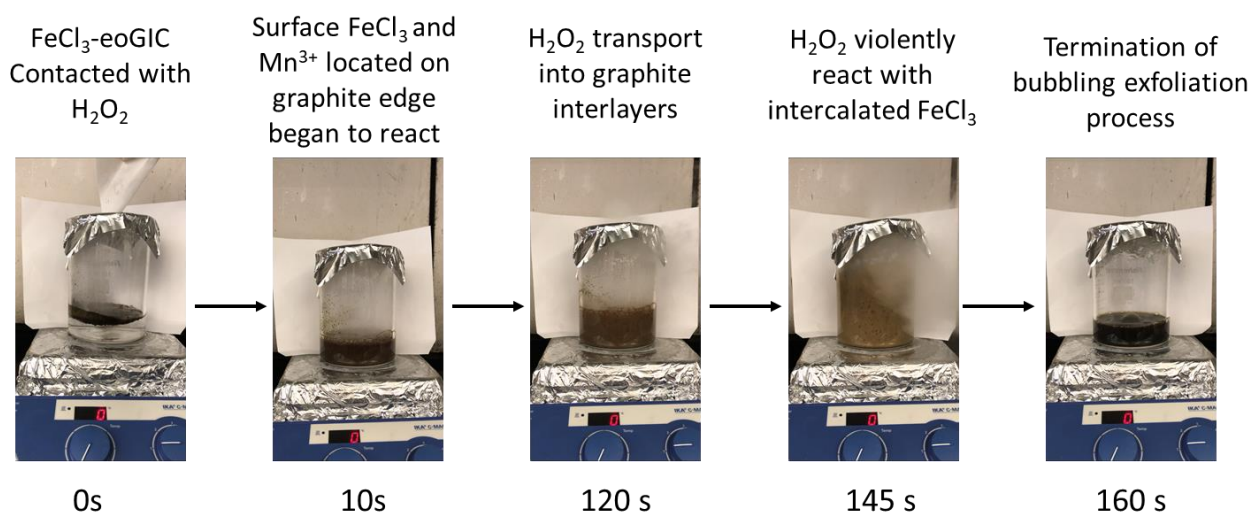 FeCl₃-eoGIC
Contacted with
H₂O₂
Surface FeCl₃ and
Mn³⁺ located on
graphite edge
began to react
H₂O₂ transport
into graphite
interlayers
H₂O₂ violently
react with
intercalated FeCl₃
Termination of
bubbling exfoliation
process
0s
10s
120 s
145 s
160 s